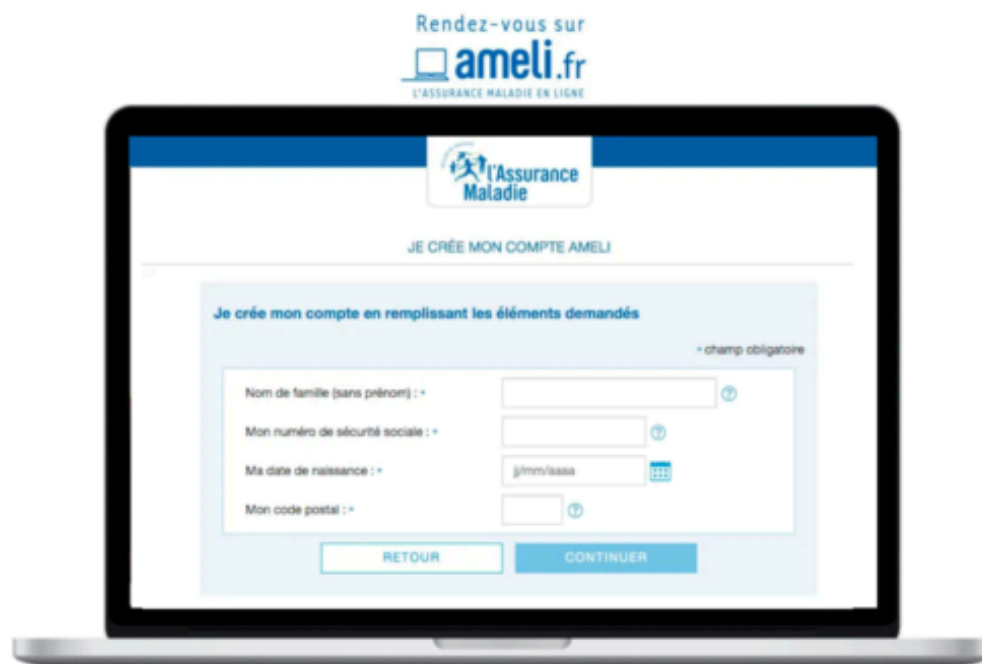 Rendez-vous sur
ameli.fr
L'ASSURANCE MALADIE EN LIGNE
l'Assurance
Maladie
JE CRÉE MON COMPTE AMELI
Je crée mon compte en remplissant les éléments demandés
* champ obligatoire
Nom de famille (sans prénom) : *
?
Mon numéro de sécurité sociale : *
?
Ma date de naissance : *
jj/mm/aaaa
Mon code postal : *
?
RETOUR
CONTINUER